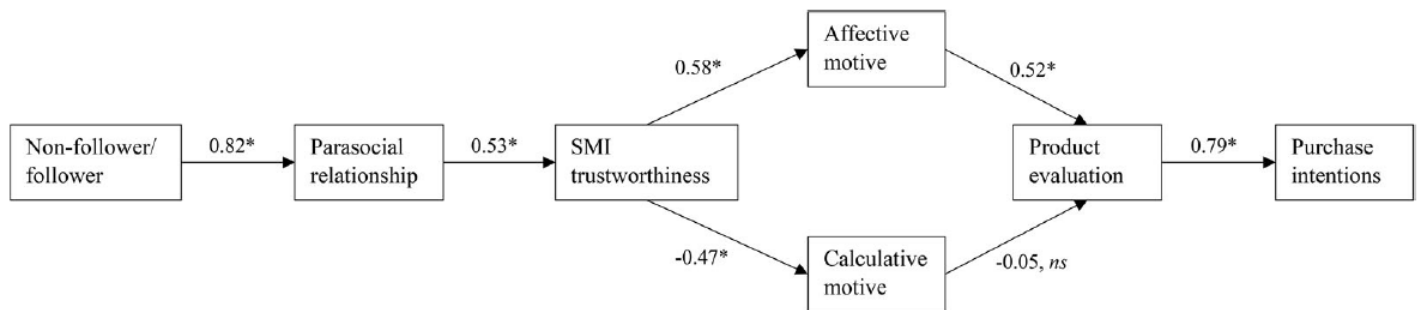 Affective
motive
0.58*
0.52*
Non-follower/
follower
0.82*
Parasocial
relationship
0.53*
SMI
trustworthiness
Product
evaluation
0.79*
Purchase
intentions
-0.47*
Calculative
motive
-0.05, ns